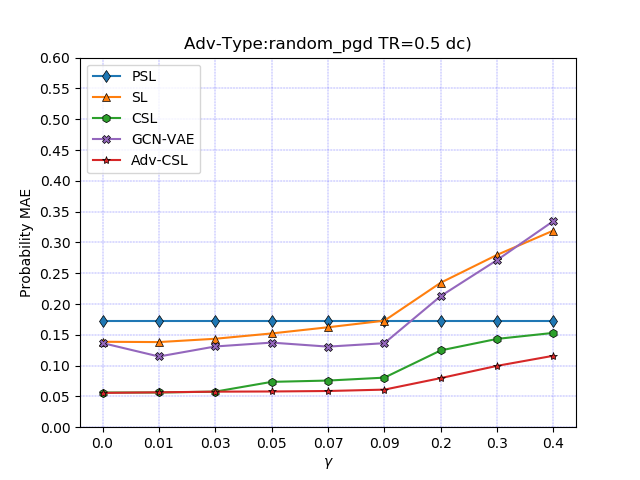 Adv-Type:random_pgd TR=0.5 dc)
Probability MAE
0.60
0.55
0.50
0.45
0.40
0.35
0.30
0.25
0.20
0.15
0.10
0.05
0.00
PSL
SL
CSL
GCN-VAE
Adv-CSL
0.0 0.01 0.03 0.05 0.07 0.09 0.2 0.3 0.4
γ